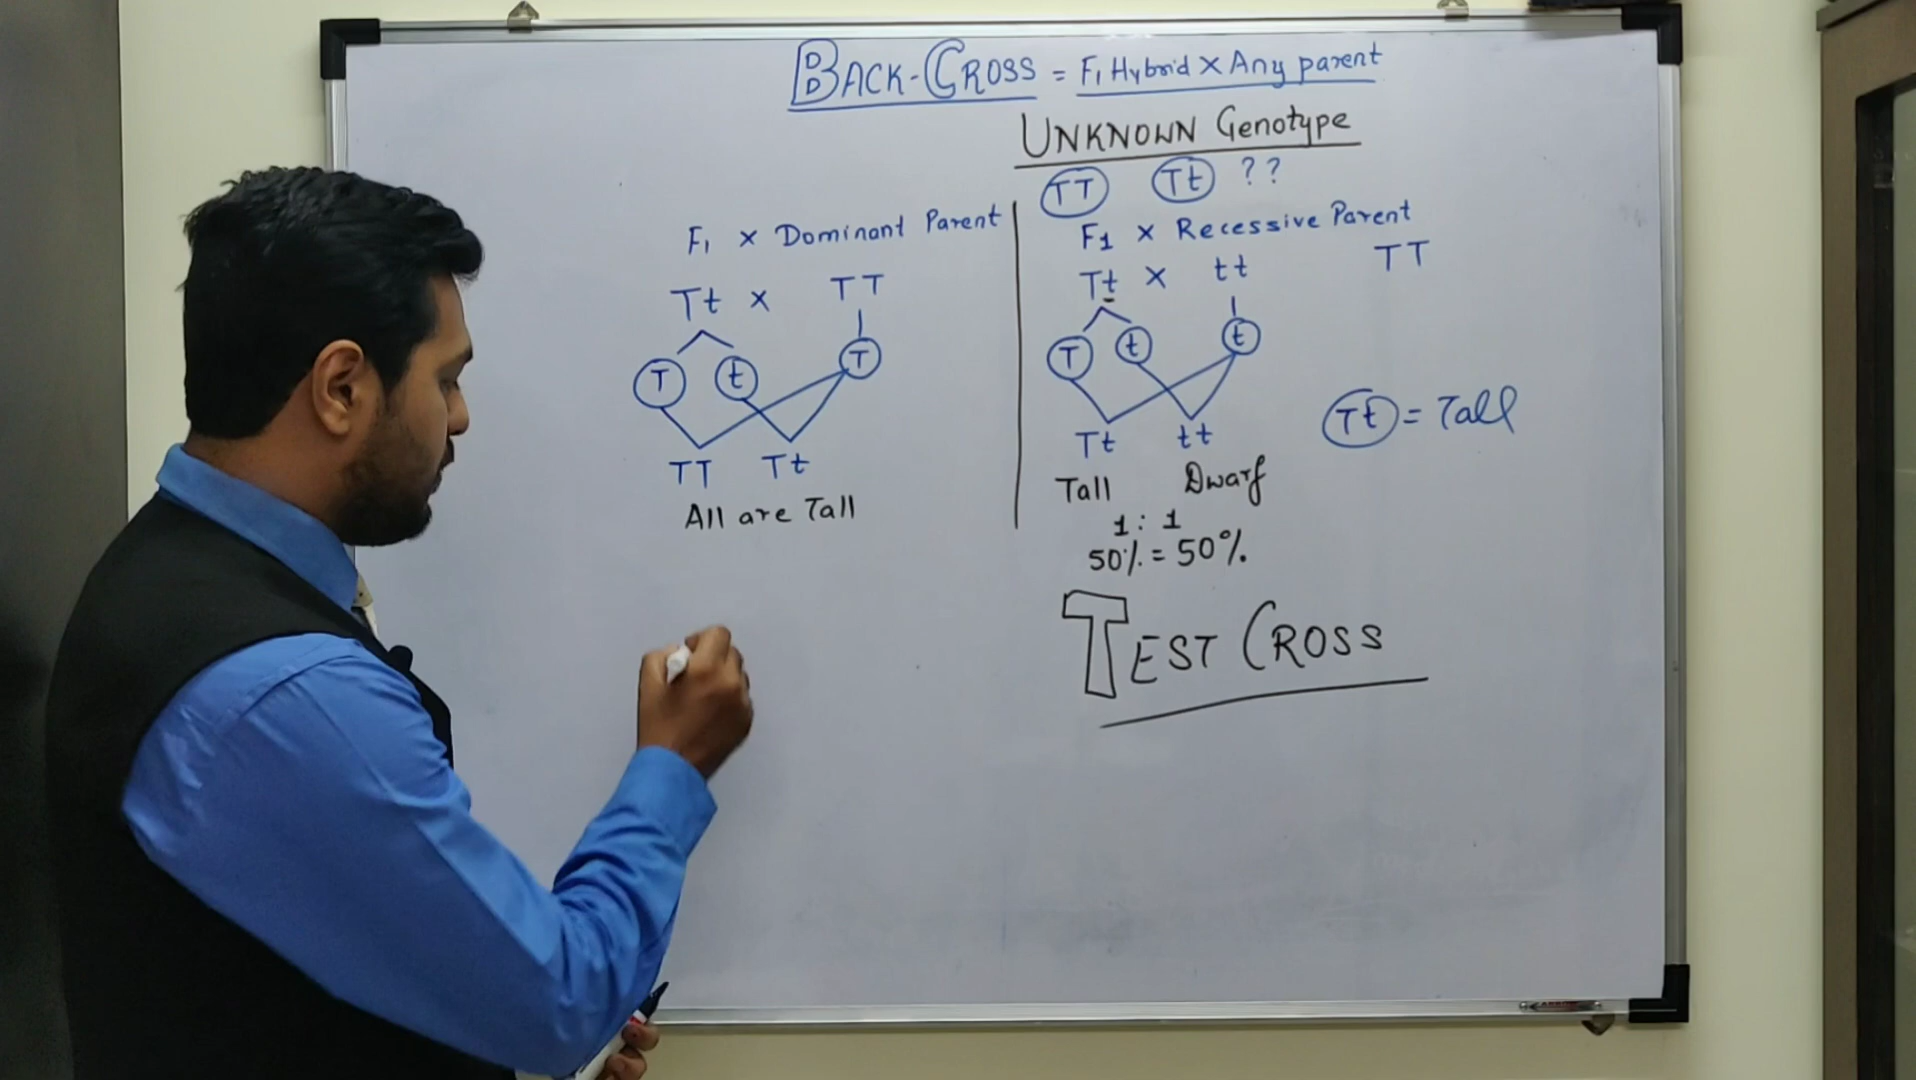 BACK-CROSS = F1 Hybrid × Any parent
UNKNOWN Genotype
TT Tt ??
F1 × Dominant Parent
Tt × TT
T t T
TT Tt
All are Tall
F1 × Recessive Parent
Tt × tt
TT
T t t
Tt tt
Tall Dwarf
1 : 1
50% = 50%
Tt = Tall
TEST CROSS